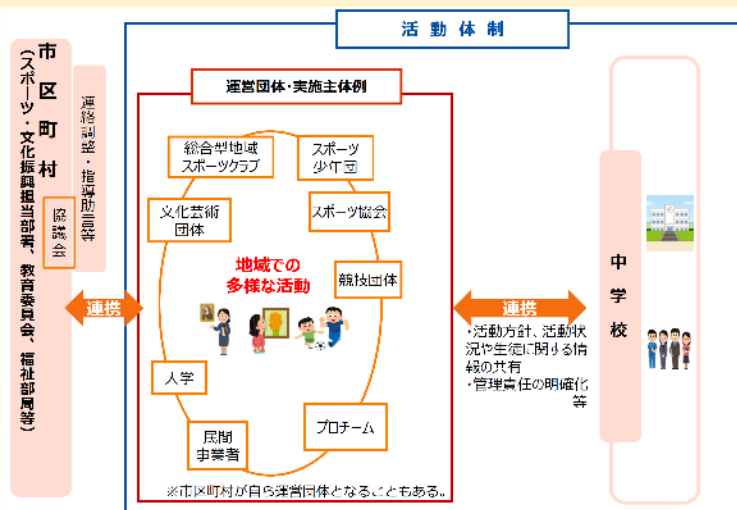 活動体制
市区町村
(スポーツ・文化振興担当部署、教育委員会、福祉部局等)
協議会
連絡調整・指導助言等
連携
運営団体・実施主体例
総合型地域
スポーツクラブ
スポーツ
少年団
文化芸術
団体
スポーツ協会
競技団体
地域での
多様な活動
大学
民間
事業者
プロチーム
※市区町村が自ら運営団体となることもある。
連携
・活動方針、活動状
況や生徒に関する情
報の共有
・管理責任の明確化
等
中学校